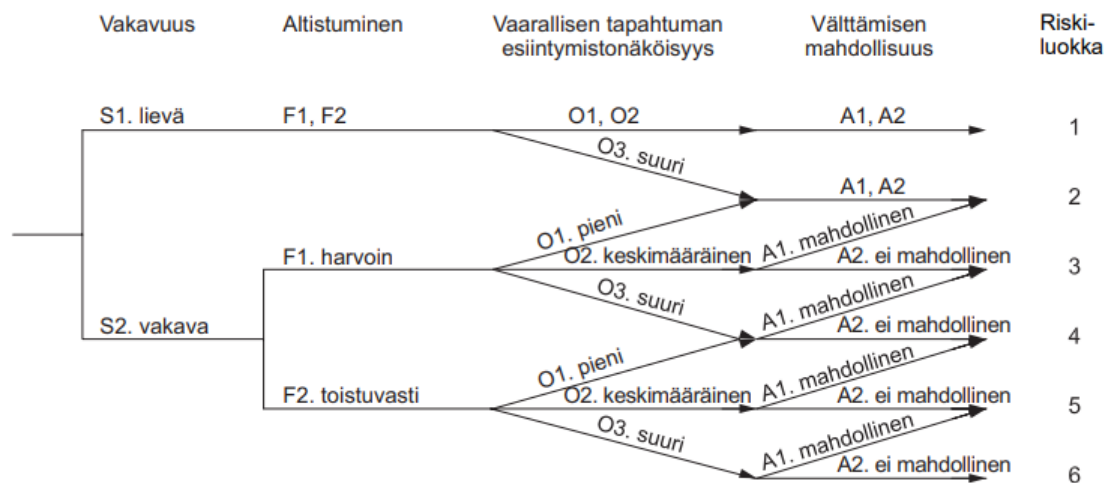 Vakavuus Altistuminen Vaarallisen tapahtuman Välttämisen Riski-
esiintymistonäköisyys mahdollisuus luokka
S1. lievä F1, F2 O1, O2 A1, A2 1
O3. suuri
A1, A2 2
O1. pieni A1. mahdollinen
F1. harvoin O2. keskimääräinen A2. ei mahdollinen 3
O3. suuri A1. mahdollinen
S2. vakava A2. ei mahdollinen 4
O1. pieni A1. mahdollinen
F2. toistuvasti O2. keskimääräinen A2. ei mahdollinen 5
O3. suuri A1. mahdollinen
A2. ei mahdollinen 6